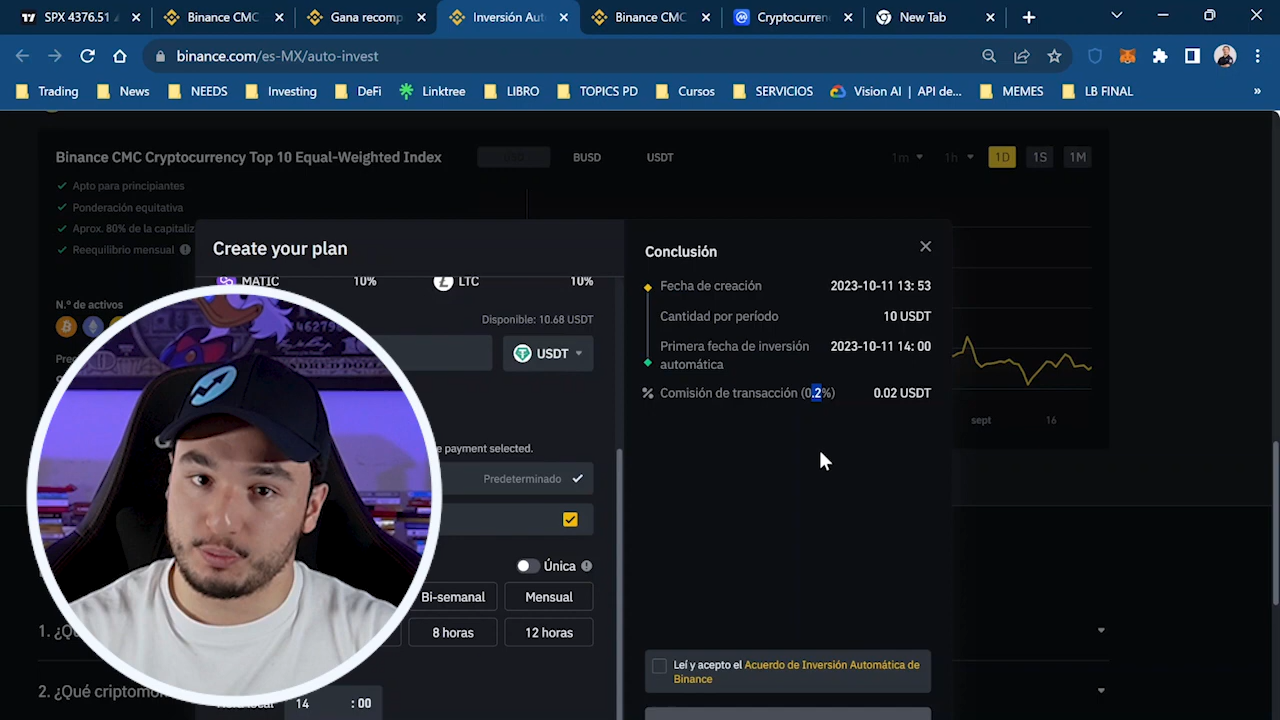 SPX 4376.51
Binance CMC
Gana recomp
Inversión Aut
Binance CMC
Cryptocurren
New Tab
binance.com/es-MX/auto-invest
Trading
News
NEEDS
Investing
DeFi
Linktree
LIBRO
TOPICS PD
Cursos
SERVICIOS
Vision AI | API de...
MEMES
LB FINAL
»
Binance CMC Cryptocurrency Top 10 Equal-Weighted Index
BUSD
USDT
1m
1h
1D
1S
1M
Apto para principiantes
Ponderación equitativa
Aprox. 80% de la capitaliz
Reequilibrio mensual
N.º de activos
Create your plan
MATIC 10%
LTC 10%
Disponible: 10.68 USDT
USDT
e payment selected.
Predeterminado
Única
Bi-semanal
Mensual
8 horas
12 horas
14 : 00
Conclusión
Fecha de creación 2023-10-11 13: 53
Cantidad por período 10 USDT
Primera fecha de inversión 2023-10-11 14: 00
automática
Comisión de transacción (0.2%) 0.02 USDT
Leí y acepto el Acuerdo de Inversión Automática de
Binance
sept
16
1. ¿Qu
2. ¿Qué criptomo